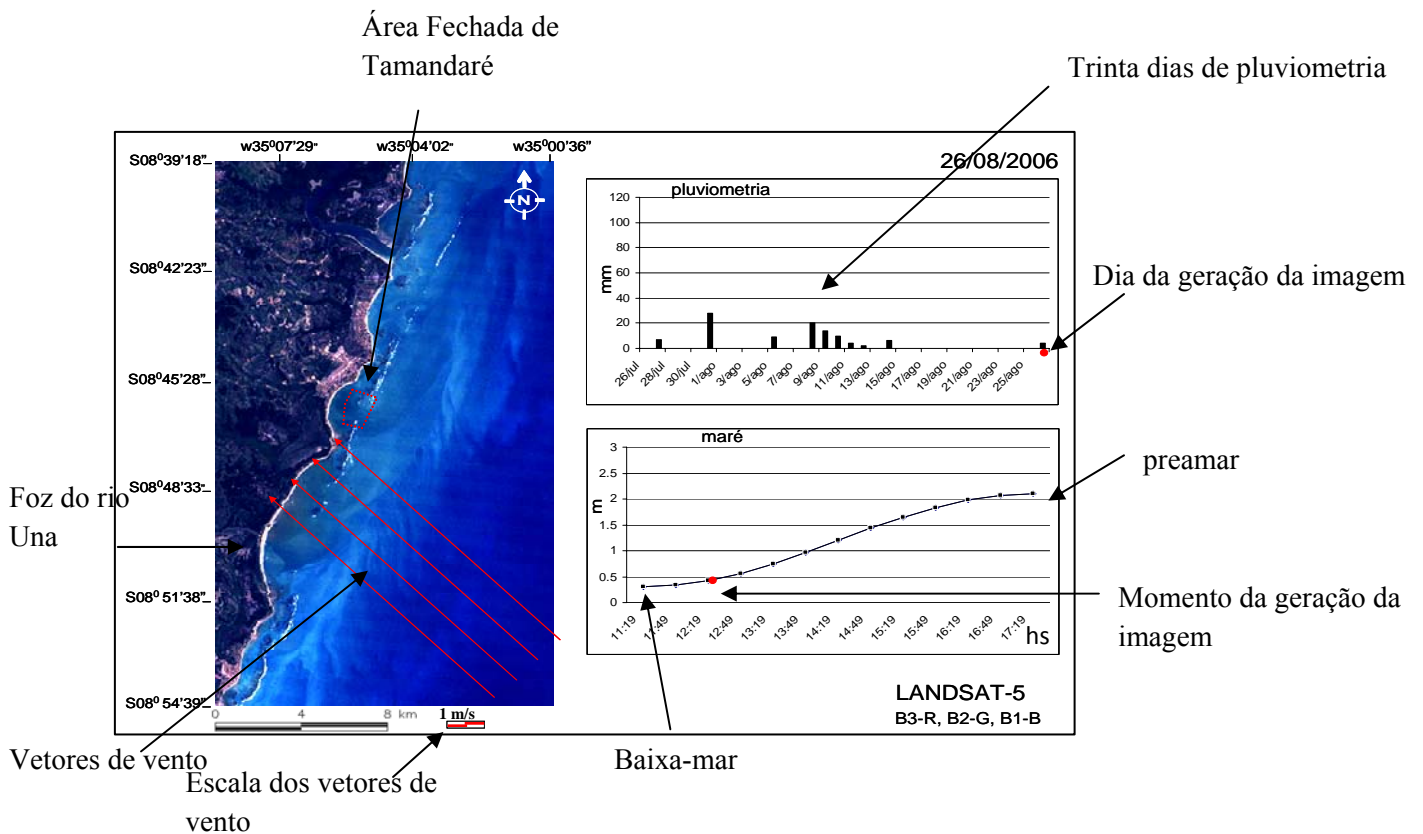 Área Fechada de
Tamandaré
Trinta dias de pluviometria
w35⁰07'29" w35⁰04'02" w35⁰00'36"
S08⁰39'18"
S08⁰42'23"
S08⁰45'28"
S08⁰48'33"
S08⁰ 51'38"
S08⁰ 54'39"
N
26/08/2006
pluviometria
120
100
80
60
40
20
0
mm
26/jul 28/jul 30/jul 1/ago 3/ago 5/ago 7/ago 9/ago 11/ago 13/ago 15/ago 17/ago 19/ago 21/ago 23/ago 25/ago
Dia da geração da imagem
maré
3
2.5
2
1.5
1
0.5
0
m
11:19 11:49 12:19 12:49 13:19 13:49 14:19 14:49 15:19 15:49 16:19 16:49 17:19
hs
preamar
Momento da geração da
imagem
Foz do rio
Una
LANDSAT-5
B3-R, B2-G, B1-B
0 4 8 km
1 m/s
Vetores de vento
Escala dos vetores de
vento
Baixa-mar